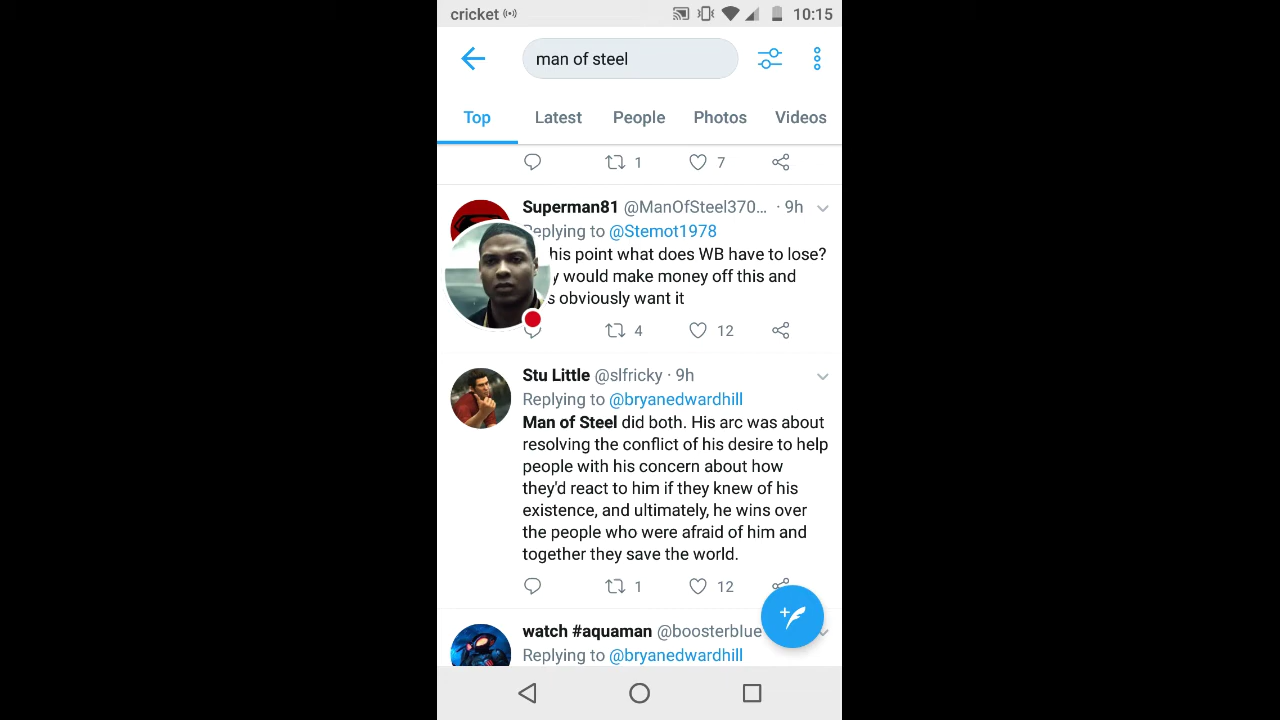 cricket 10:15
man of steel
Top Latest People Photos Videos
1 7
Superman81 @ManOfSteel370... · 9h
Replying to @Stemot1978
his point what does WB have to lose?
would make money off this and
obviously want it
4 12
Stu Little @slfricky · 9h
Replying to @bryanedwardhill
Man of Steel did both. His arc was about
resolving the conflict of his desire to help
people with his concern about how
they'd react to him if they knew of his
existence, and ultimately, he wins over
the people who were afraid of him and
together they save the world.
1 12
watch #aquaman @boosterblue
Replying to @bryanedwardhill